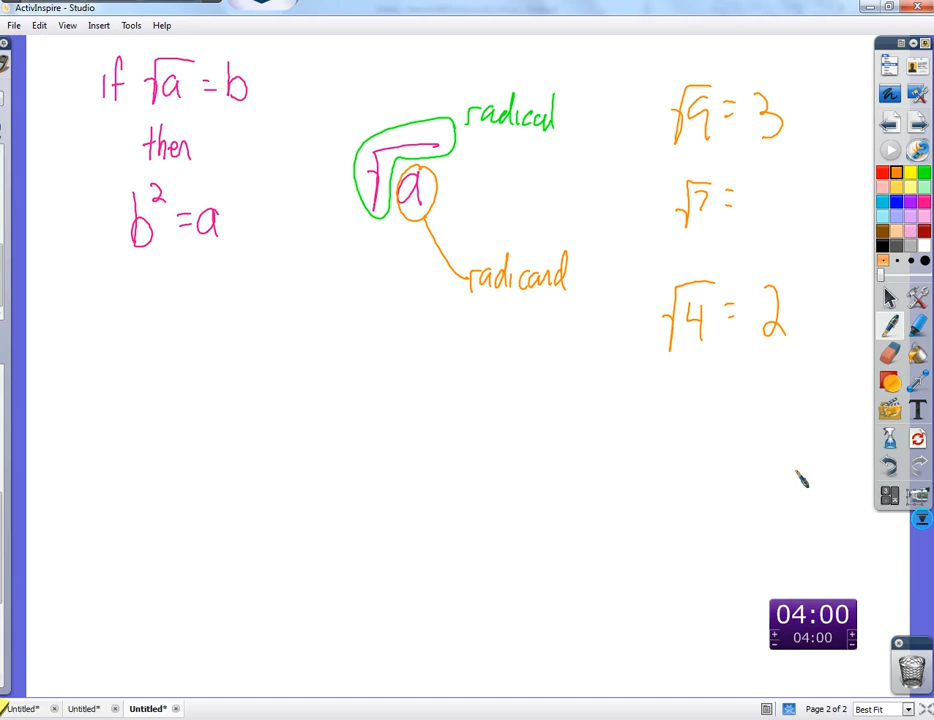 ActivInspire - Studio
File Edit View Insert Tools Help
if √a = b
then
b² = a
radical
√a
radicand
√9 = 3
√7 =
√4 = 2
04:00
04:00
Untitled* Untitled* Untitled* Page 2 of 2 Best Fit